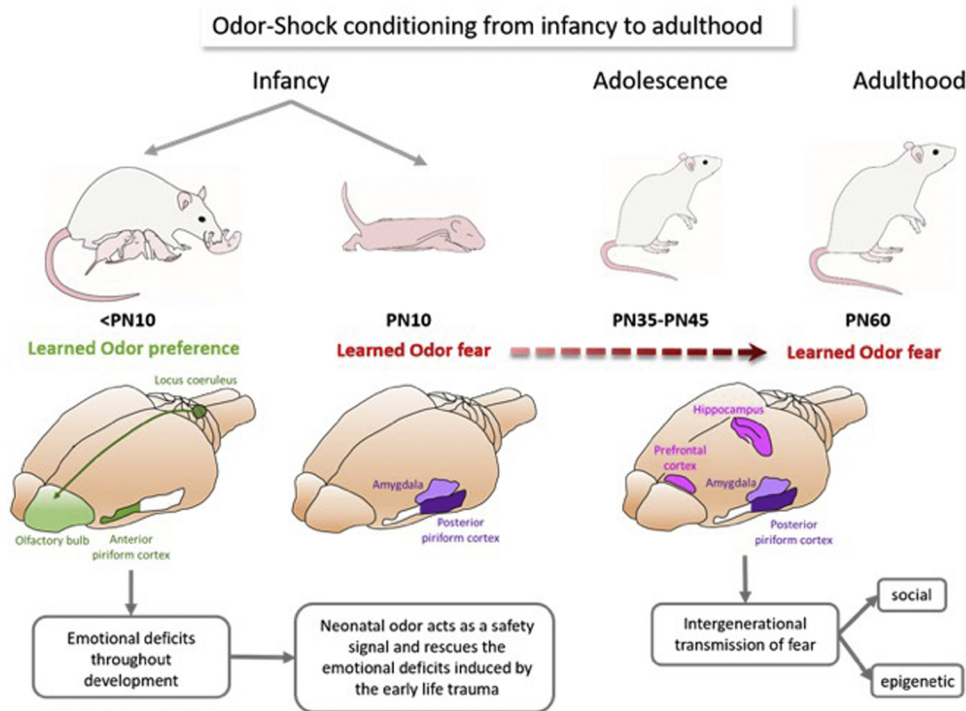 Odor-Shock conditioning from infancy to adulthood
Infancy
Adolescence
Adulthood
<PN10
PN10
PN35-PN45
PN60
Learned Odor preference
Learned Odor fear
Learned Odor fear
Locus coeruleus
Olfactory bulb
Anterior
piriform cortex
Amygdala
Posterior
piriform cortex
Hippocampus
Prefrontal
cortex
Amygdala
Posterior
piriform cortex
Emotional deficits
throughout
development
Neonatal odor acts as a safety
signal and rescues the
emotional deficits induced by
the early life trauma
Intergenerational
transmission of fear
social
epigenetic